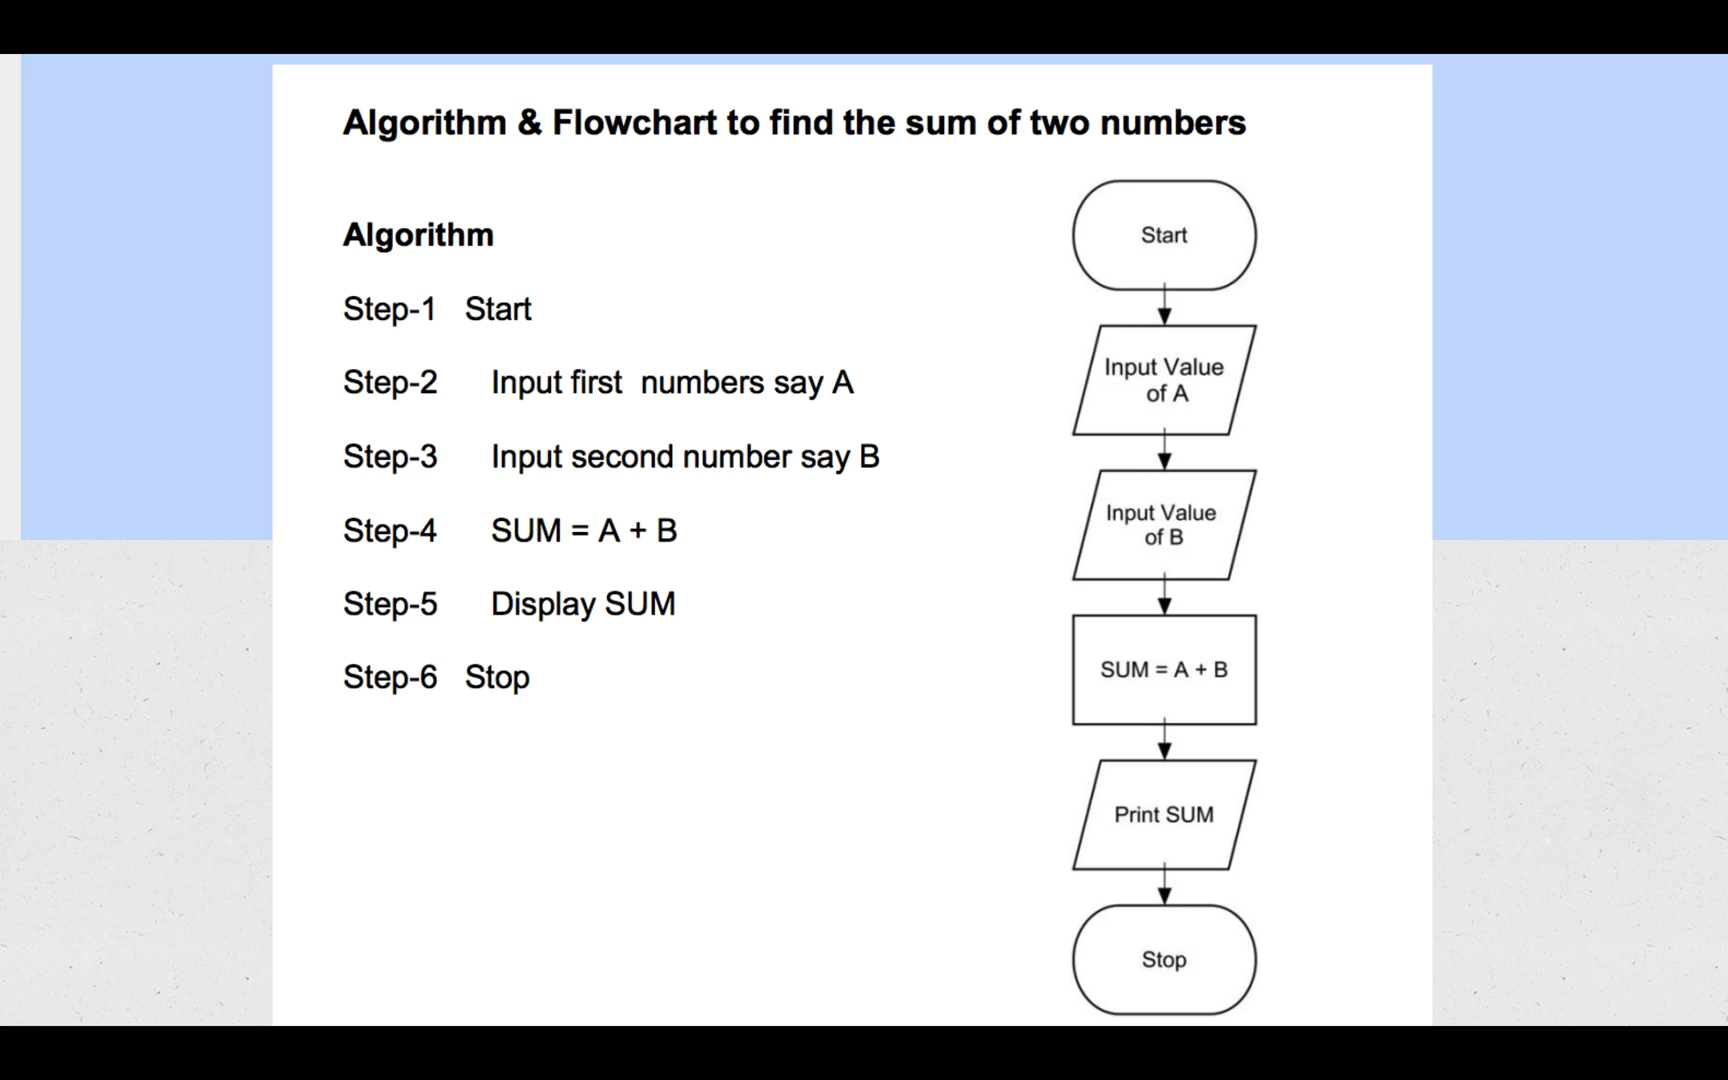 Algorithm & Flowchart to find the sum of two numbers
Algorithm
Step-1 Start
Step-2 Input first numbers say A
Step-3 Input second number say B
Step-4 SUM = A + B
Step-5 Display SUM
Step-6 Stop
Start
Input Value
of A
Input Value
of B
SUM = A + B
Print SUM
Stop